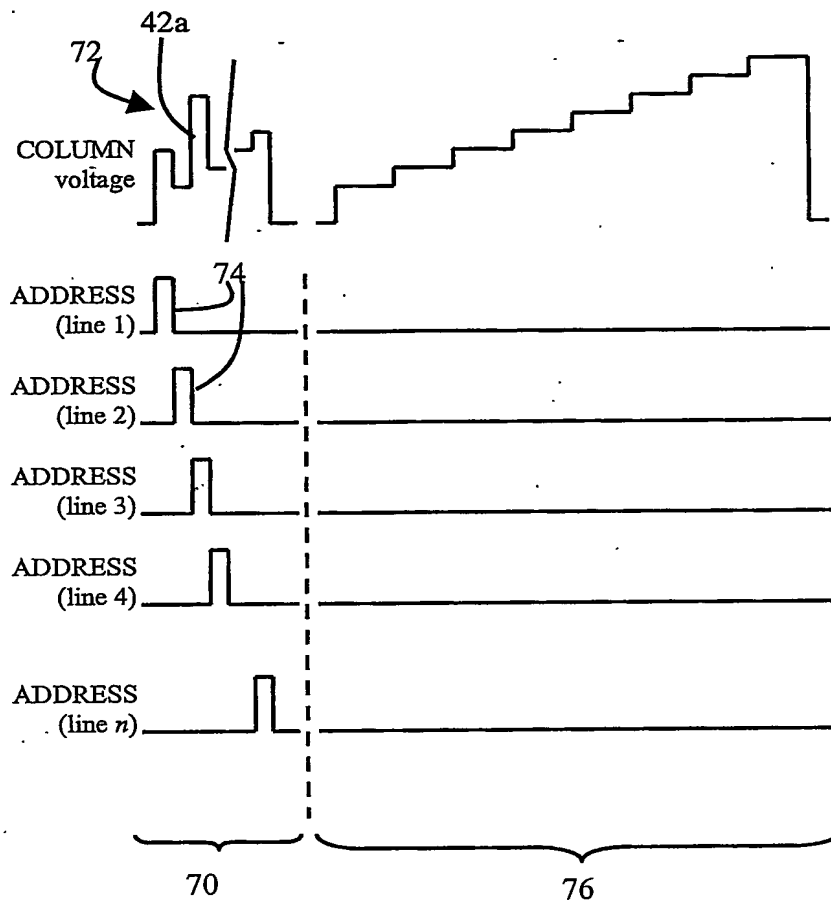 42a
72
COLUMN
voltage
74
ADDRESS
(line 1)
ADDRESS
(line 2)
ADDRESS
(line 3)
ADDRESS
(line 4)
ADDRESS
(line n)
70
76